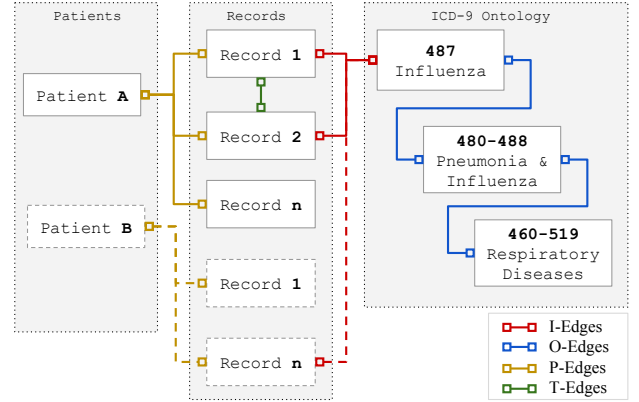 Patients
Records
ICD-9 Ontology
Patient A
Patient B
Record 1
Record 2
Record n
Record 1
Record n
487
Influenza
480-488
Pneumonia &
Influenza
460-519
Respiratory
Diseases
I-Edges
O-Edges
P-Edges
T-Edges